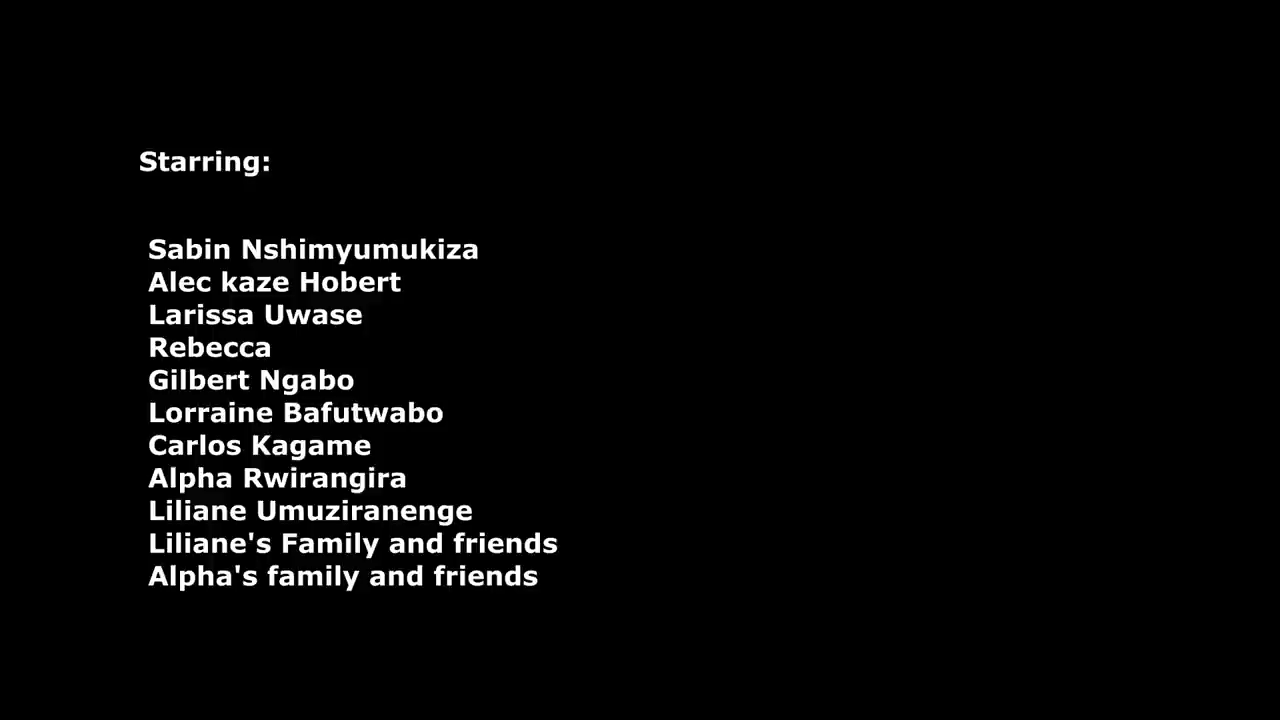 Starring:
Sabin Nshimyumukiza
Alec kaze Hobert
Larissa Uwase
Rebecca
Gilbert Ngabo
Lorraine Bafutwabo
Carlos Kagame
Alpha Rwirangira
Liliane Umuziranenge
Liliane's Family and friends
Alpha's family and friends